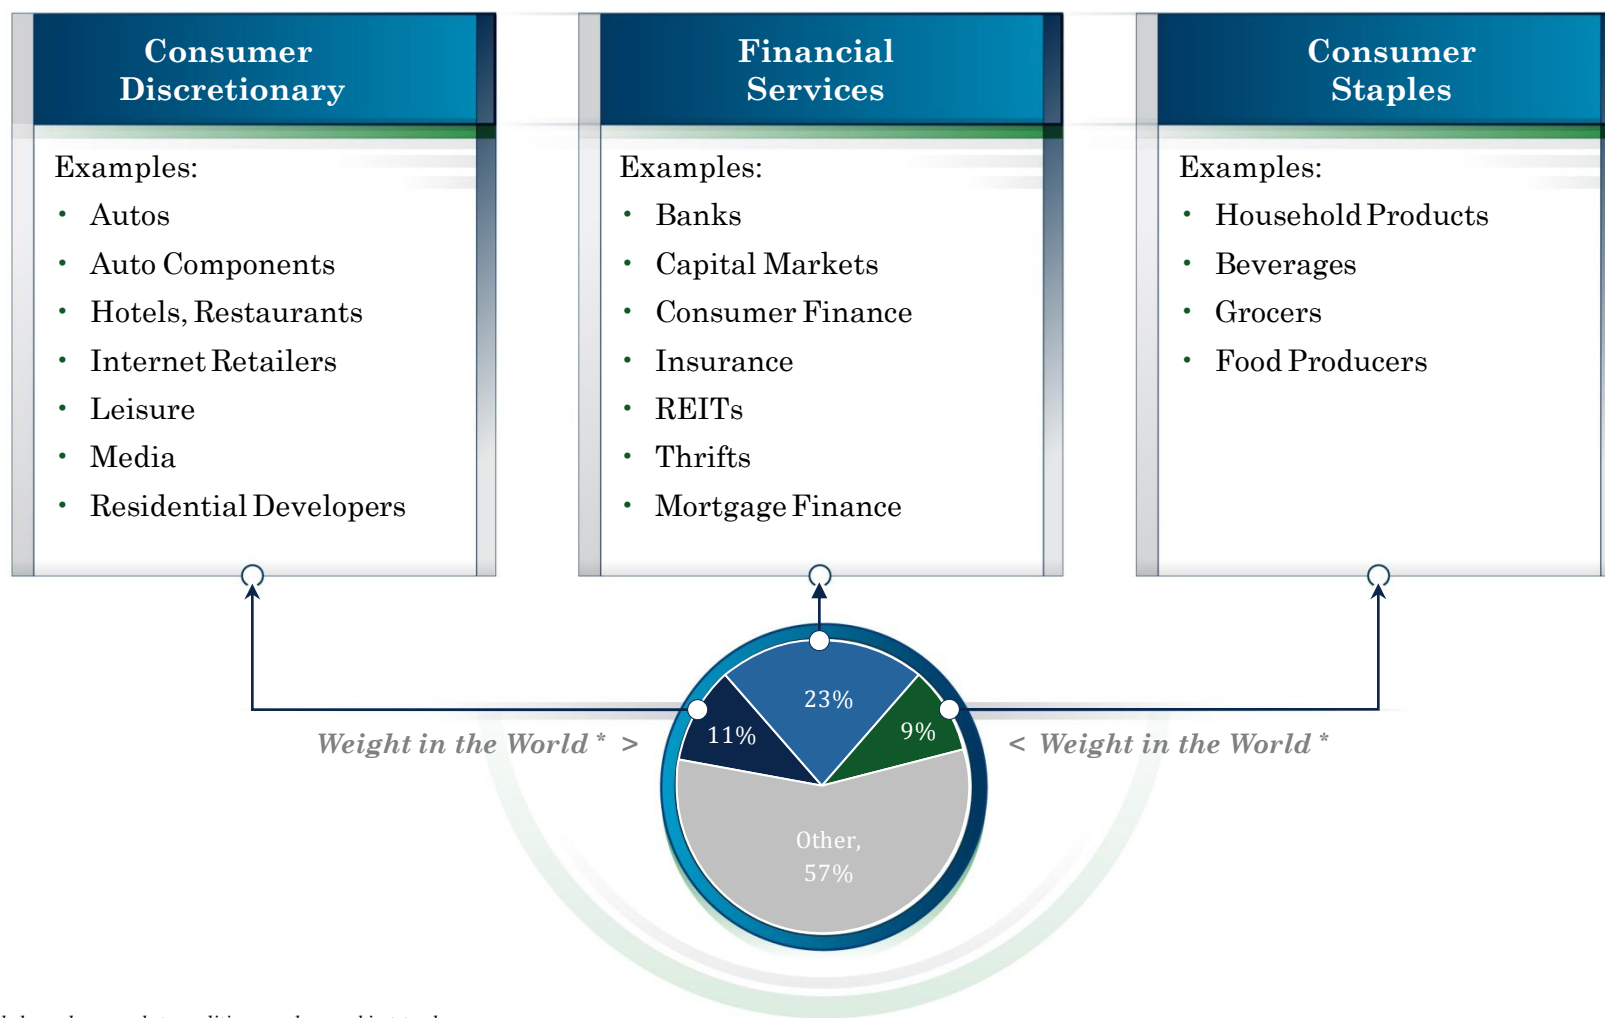 Consumer
Discretionary
Examples:
• Autos
• Auto Components
• Hotels, Restaurants
• Internet Retailers
• Leisure
• Media
• Residential Developers
Financial
Services
Examples:
• Banks
• Capital Markets
• Consumer Finance
• Insurance
• REITs
• Thrifts
• Mortgage Finance
Consumer
Staples
Examples:
• Household Products
• Beverages
• Grocers
• Food Producers
23%
11%
9%
Weight in the World * >
< Weight in the World *
Other,
57%